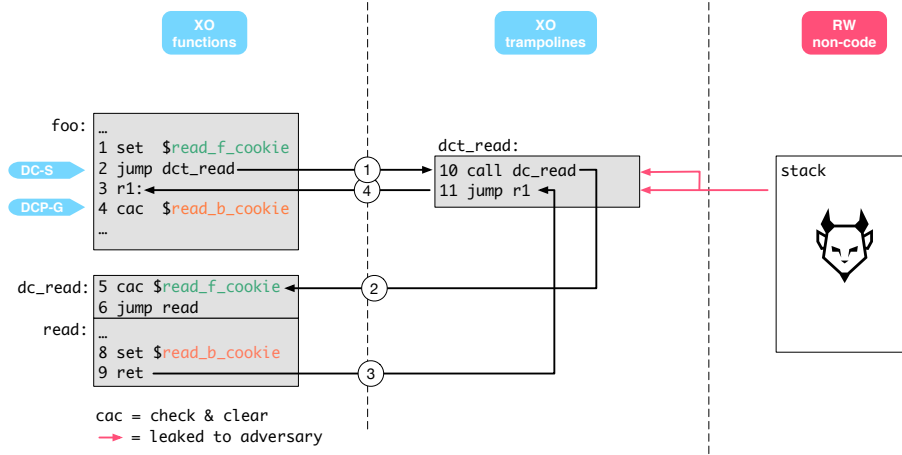 XO
functions
XO
trampolines
RW
non-code
foo:
…
1 set $read_f_cookie
DC-S
2 jump dct_read
3 r1:
DCP-G
4 cac $read_b_cookie
…
1
4
dct_read:
10 call dc_read
11 jump r1
stack
dc_read:
5 cac $read_f_cookie
6 jump read
2
read:
…
8 set $read_b_cookie
9 ret
3
cac = check & clear
= leaked to adversary